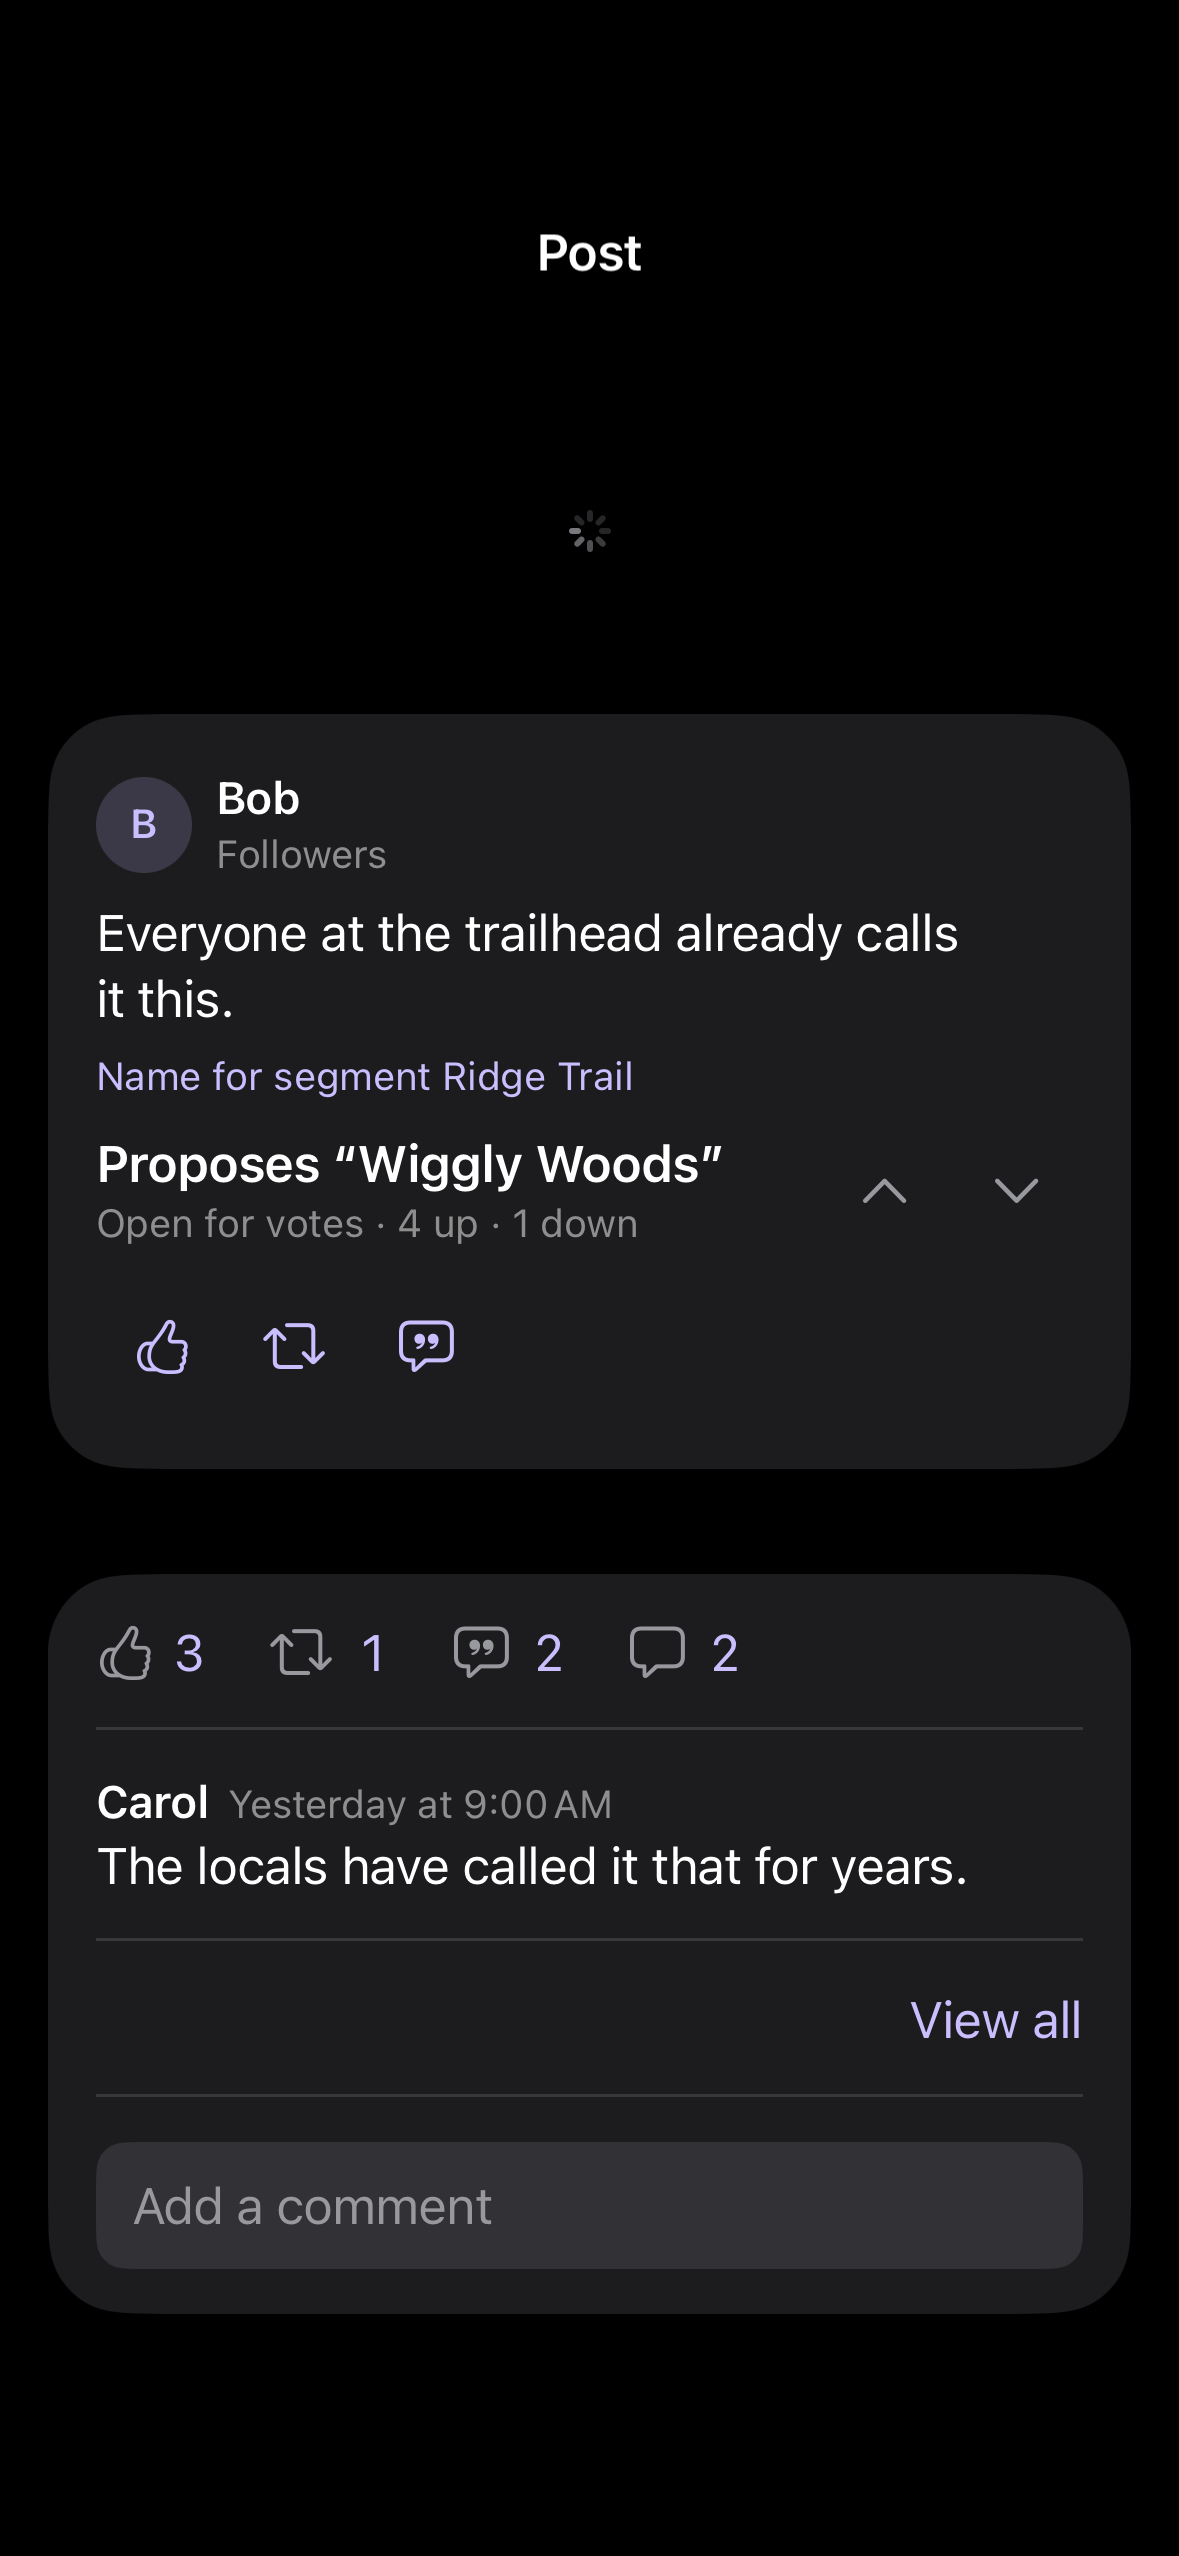 Post
B
Bob
Followers
Everyone at the trailhead already calls
it this.
Name for segment Ridge Trail
Proposes “Wiggly Woods”
Open for votes · 4 up · 1 down
3 1 2 2
Carol Yesterday at 9:00 AM
The locals have called it that for years.
View all
Add a comment